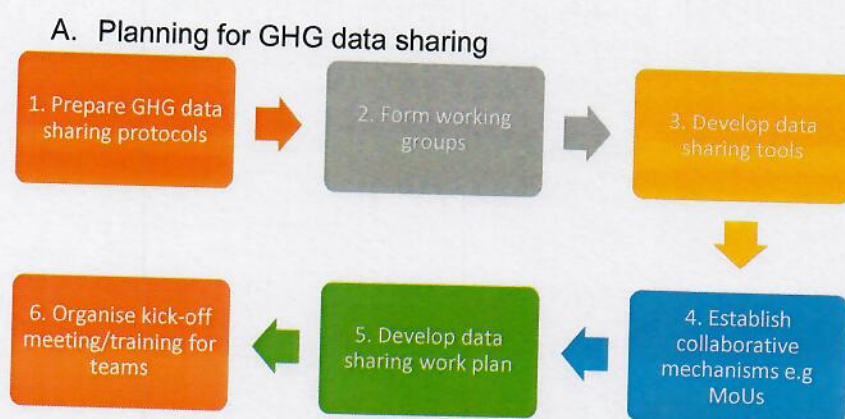 A. Planning for GHG data sharing
1. Prepare GHG data
sharing protocols
2. Form working
groups
3. Develop data
sharing tools
4. Establish
collaborative
mechanisms e.g
MoUs
5. Develop data
sharing work plan
6. Organise kick-off
meeting/training for
teams